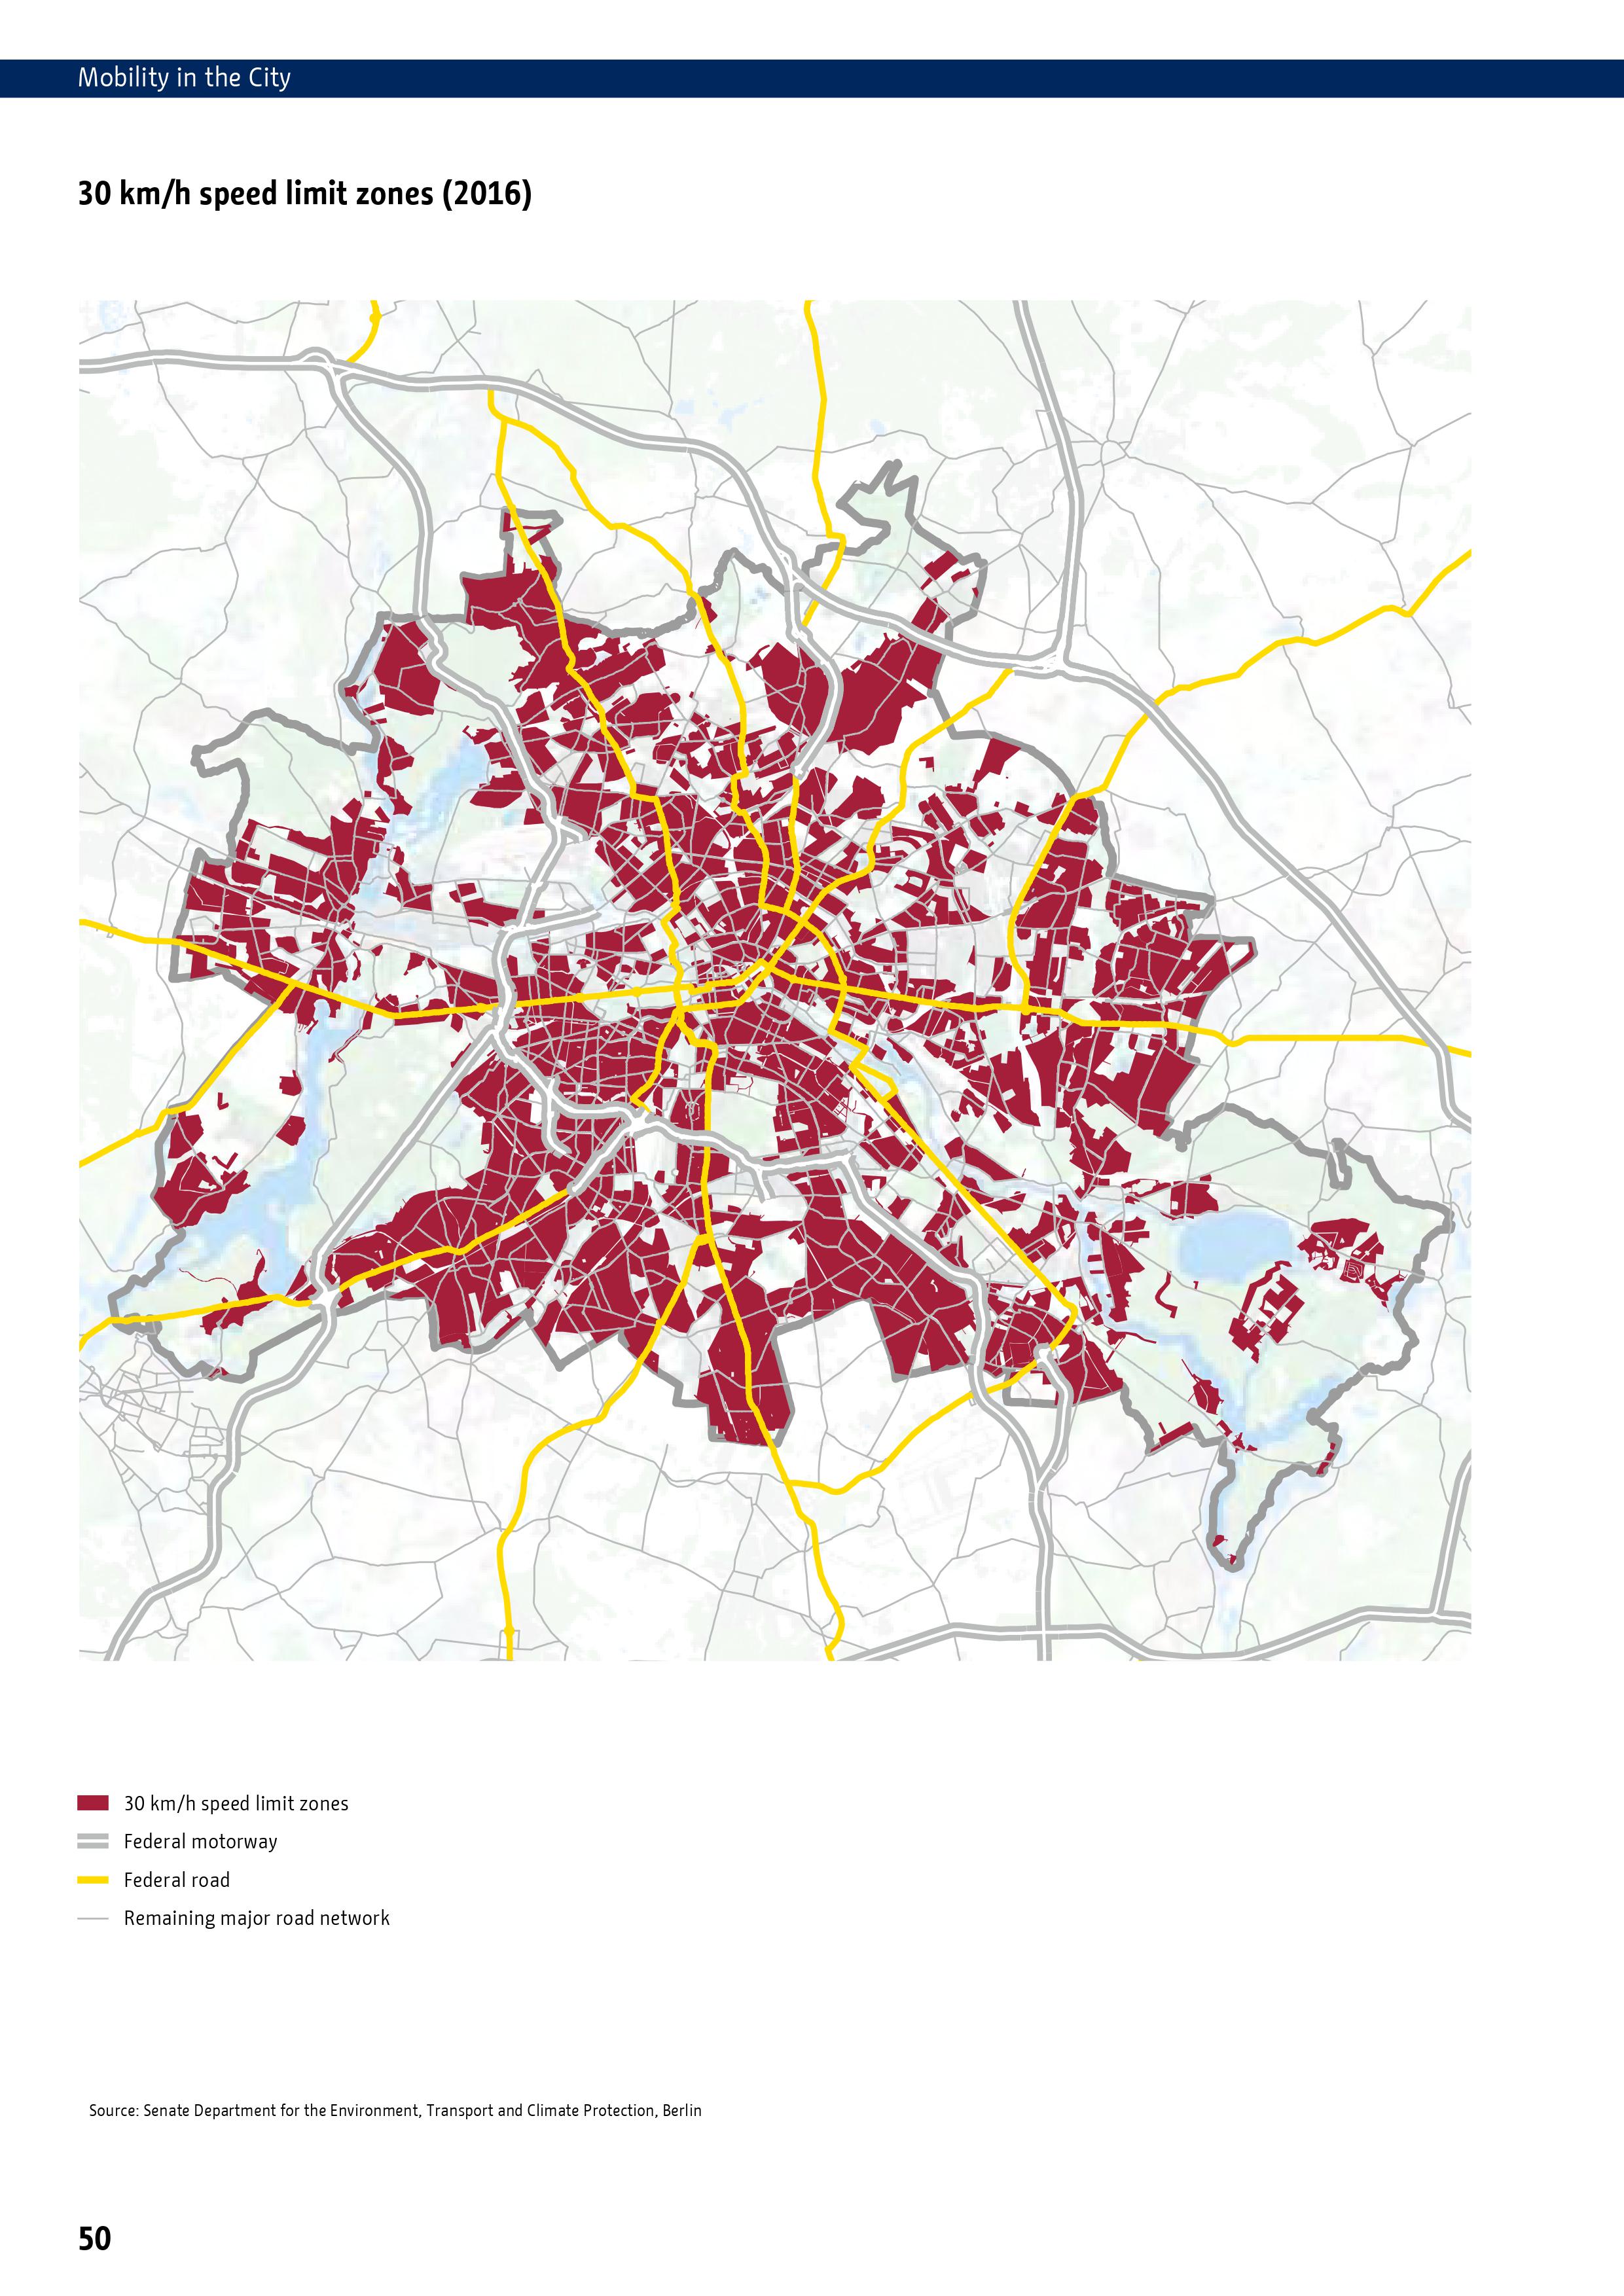 Mobility in the City
30 km/h speed limit zones (2016)
30 km/h speed limit zones
Federal motorway
Federal road
Remaining major road network
Source: Senate Department for the Environment, Transport and Climate Protection, Berlin
50